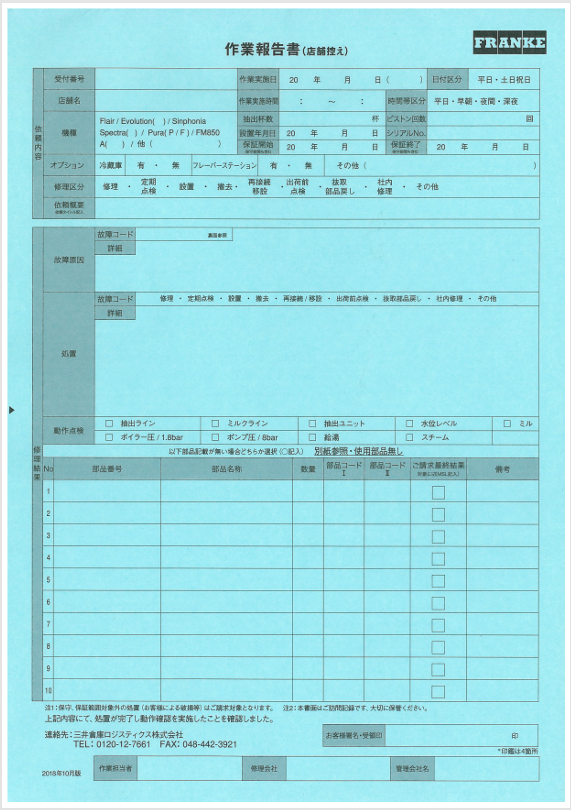 作業報告書(店舗控え)
FRANKE
受付番号 作業実施日 20 年 月 日( ) 日付区分 平日・土日祝日
店舗名 作業実施時間 : ~ : 時間帯区分 平日・早朝・夜間・深夜
依頼内容
機種
Flair / Evolution( ) / Sinphonia
Spectra( ) / Pura( P / F ) / FM850
A( ) / 他( )
抽出杯数 杯 ピストン回数 回
設置年月日 20 年 月 日 シリアルNo.
保証開始 20 年 月 日 保証終了 20 年 月 日
オプション 冷蔵庫 有 ・ 無 フレーバーステーション 有 ・ 無 その他( )
修理区分 修理 ・ 定期点検 ・ 設置 ・ 撤去・ 再接続移設 ・ 出荷前点検 ・ 抜取部品戻し ・ 社内修理 ・ その他
依頼概要
修理結果
故障原因 故障コード 裏面参照
詳細
処置 故障コード 修理 ・ 定期点検 ・ 設置 ・ 撤去 ・ 再接続 / 移設 ・ 出荷前点検 ・ 抜取部品戻し ・ 社内修理 ・ その他
詳細
動作点検 □ 抽出ライン □ ミルクライン □ 抽出ユニット □ 水位レベル □ ミル
□ ボイラー圧 / 1.8bar □ ポンプ圧 / 8bar □ 給湯 □ スチーム
以下部品記載が無い場合どちらか選択(〇記入) 別紙参照・使用部品無し
No 部品番号 部品名称 数量 部品コードⅠ 部品コードⅡ ご請求最終結果 備考
1 □
2 □
3 □
4 □
5 □
6 □
7 □
8 □
9 □
10 □
注1:保守、保証範囲対象外の処置(お客様による破損等)はご請求対象となります。 注2:本書面はご訪問記録です、大切に保管ください。
上記内容にて、処置が完了し動作確認を実施したことを確認しました。
連絡先:三井倉庫ロジスティクス株式会社
TEL:0120-12-7661 FAX:048-442-3921
お客様署名・受領印 印
*印鑑は4箇所
2018年10月版 作業担当者 修理会社 管理会社名